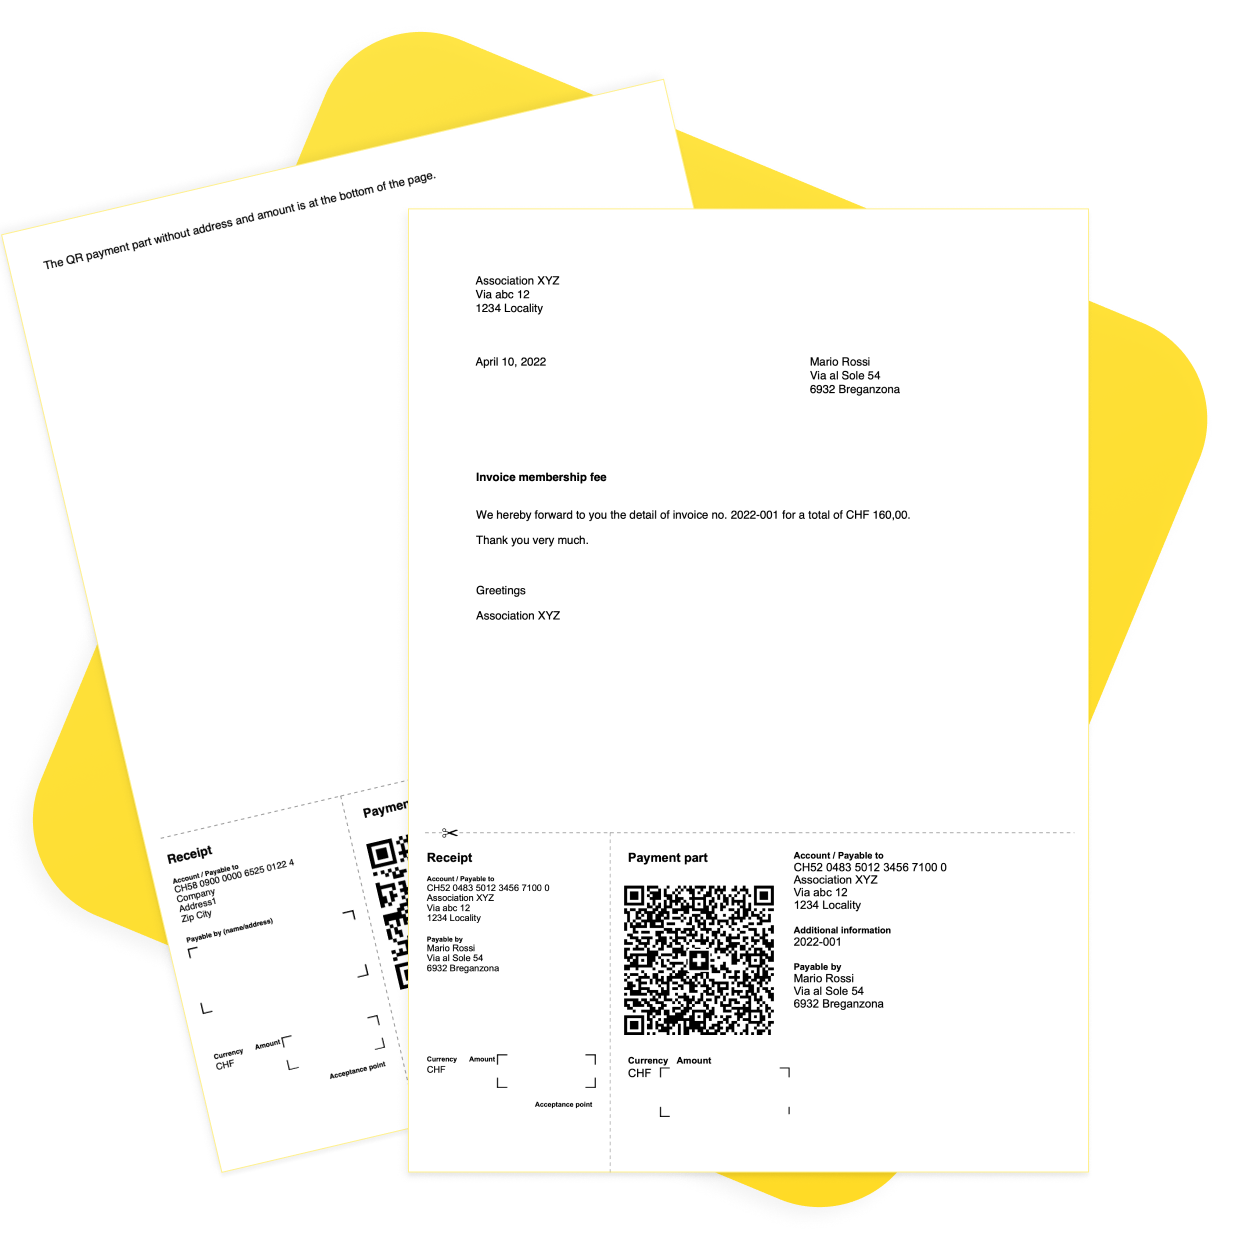 The QR payment part without address and amount is at the bottom of the page.
Receipt
Account / Payable to
CH58 0900 0000 6525 0122 4
Company
Address1
Zip City
Payable by (name/address)
Currency Amount
CHF
Acceptance point
Association XYZ
Via abc 12
1234 Locality
April 10, 2022
Mario Rossi
Via al Sole 54
6932 Breganzona
Invoice membership fee
We hereby forward to you the detail of invoice no. 2022-001 for a total of CHF 160,00.
Thank you very much.
Greetings
Association XYZ
Receipt
Account / Payable to
CH52 0483 5012 3456 7100 0
Association XYZ
Via abc 12
1234 Locality
Payable by
Mario Rossi
Via al Sole 54
6932 Breganzona
Currency Amount
CHF
Acceptance point
Payment part
Currency Amount
CHF
Account / Payable to
CH52 0483 5012 3456 7100 0
Association XYZ
Via abc 12
1234 Locality
Additional information
2022-001
Payable by
Mario Rossi
Via al Sole 54
6932 Breganzona